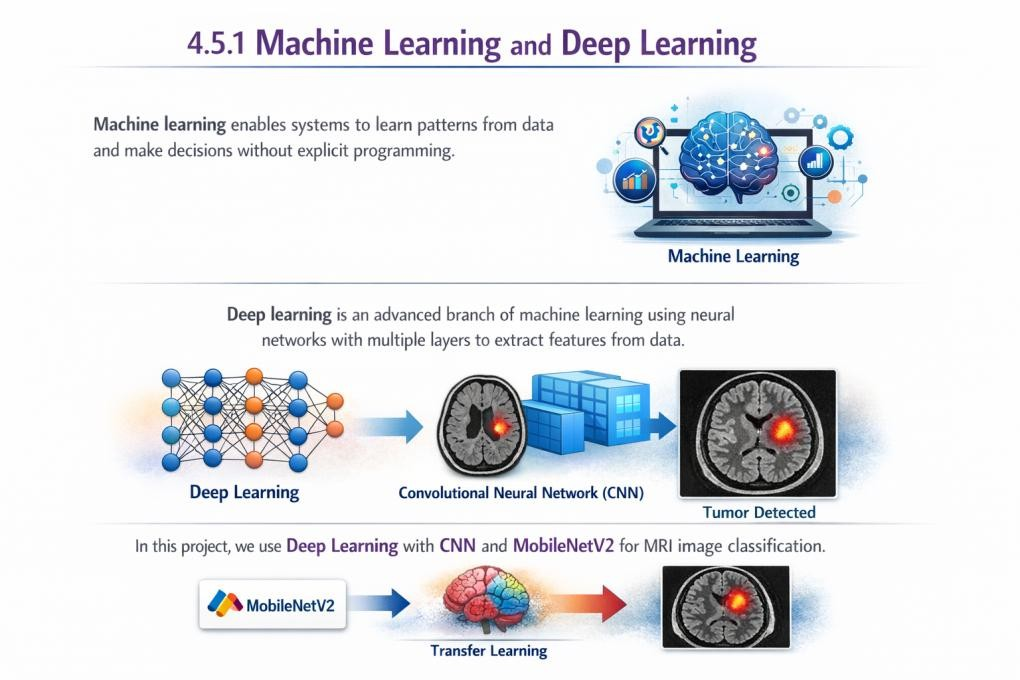 4.5.1 Machine Learning and Deep Learning
Machine learning enables systems to learn patterns from data
and make decisions without explicit programming.
Machine Learning
Deep learning is an advanced branch of machine learning using neural
networks with multiple layers to extract features from data.
Deep Learning
Convolutional Neural Network (CNN)
Tumor Detected
In this project, we use Deep Learning with CNN and MobileNetV2 for MRI image classification.
MobileNetV2
Transfer Learning